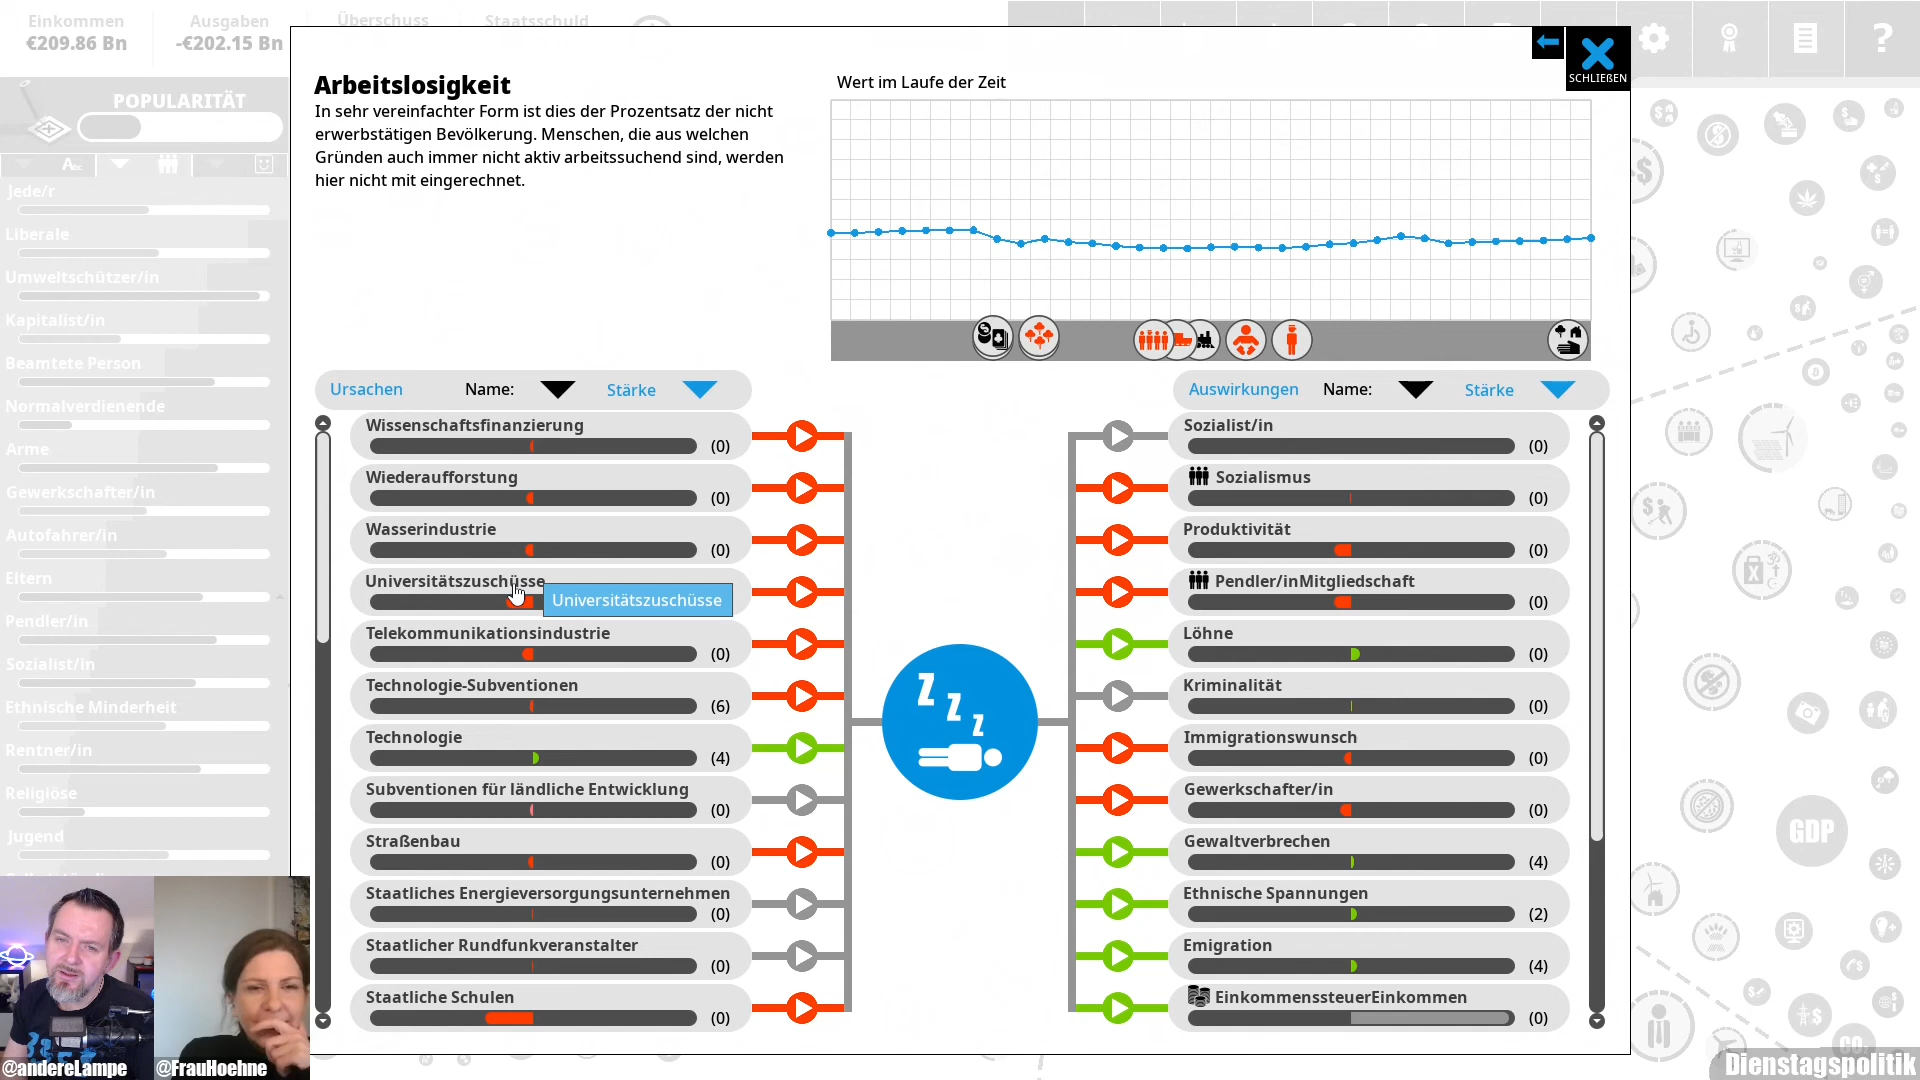 Einkommen
€209.86 Bn
Ausgaben
-€202.15 Bn
Überschuss
Staatsschuld
?
SCHLIEẞEN
POPULARITÄT
Jede/r
Liberale
Umweltschützer/in
Kapitalist/in
Beamtete Person
Normalverdienende
Arme
Gewerkschafter/in
Autofahrer/in
Eltern
Pendler/in
Sozialist/in
Ethnische Minderheit
Rentner/in
Religiöse
Jugend
Arbeitslosigkeit
In sehr vereinfachter Form ist dies der Prozentsatz der nicht
erwerbstätigen Bevölkerung. Menschen, die aus welchen
Gründen auch immer nicht aktiv arbeitssuchend sind, werden
hier nicht mit eingerechnet.
Wert im Laufe der Zeit
Ursachen Name: Stärke
Wissenschaftsfinanzierung
(0)
Wiederaufforstung
(0)
Wasserindustrie
(0)
Universitätszuschüsse
Universitätszuschüsse
Telekommunikationsindustrie
(0)
Technologie-Subventionen
(6)
Technologie
(4)
Subventionen für ländliche Entwicklung
(0)
Straßenbau
(0)
Staatliches Energieversorgungsunternehmen
(0)
Staatlicher Rundfunkveranstalter
(0)
Staatliche Schulen
(0)
Z Z Z
Auswirkungen Name: Stärke
Sozialist/in
(0)
Sozialismus
(0)
Produktivität
(0)
Pendler/inMitgliedschaft
(0)
Löhne
(0)
Kriminalität
(0)
Immigrationswunsch
(0)
Gewerkschafter/in
(0)
Gewaltverbrechen
(4)
Ethnische Spannungen
(2)
Emigration
(4)
EinkommenssteuerEinkommen
(0)
GDP
@andereLampe
@FrauHoehne
Dienstagspolitik